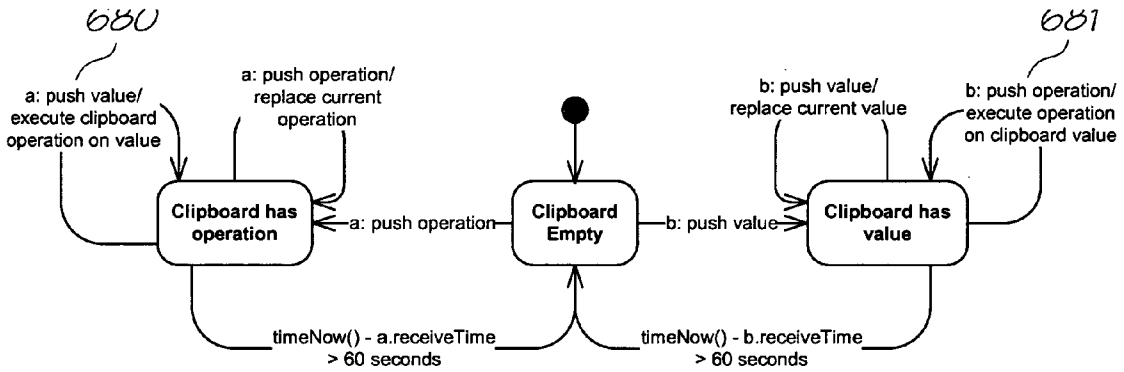 680
681
a: push value/
execute clipboard
operation on value
a: push operation/
replace current
operation
b: push value/
replace current value
b: push operation/
execute operation
on clipboard value
Clipboard has
operation
a: push operation
Clipboard
Empty
b: push value
Clipboard has
value
timeNow() - a.receiveTime
> 60 seconds
timeNow() - b.receiveTime
> 60 seconds